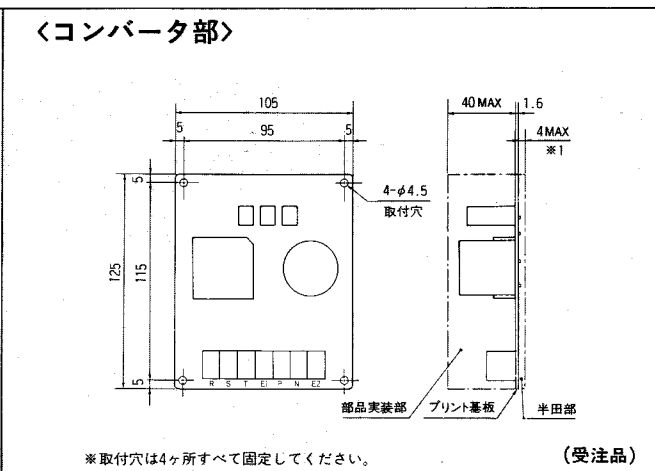 〈コンバータ部〉
105
5
95
5
40 MAX
1.6
4MAX
※1
4-φ4.5
取付穴
5
125
115
5
R S T E1 P N E2
部品実装部
プリント基板
半田部
※取付穴は4ヶ所すべて固定してください。
(受注品)